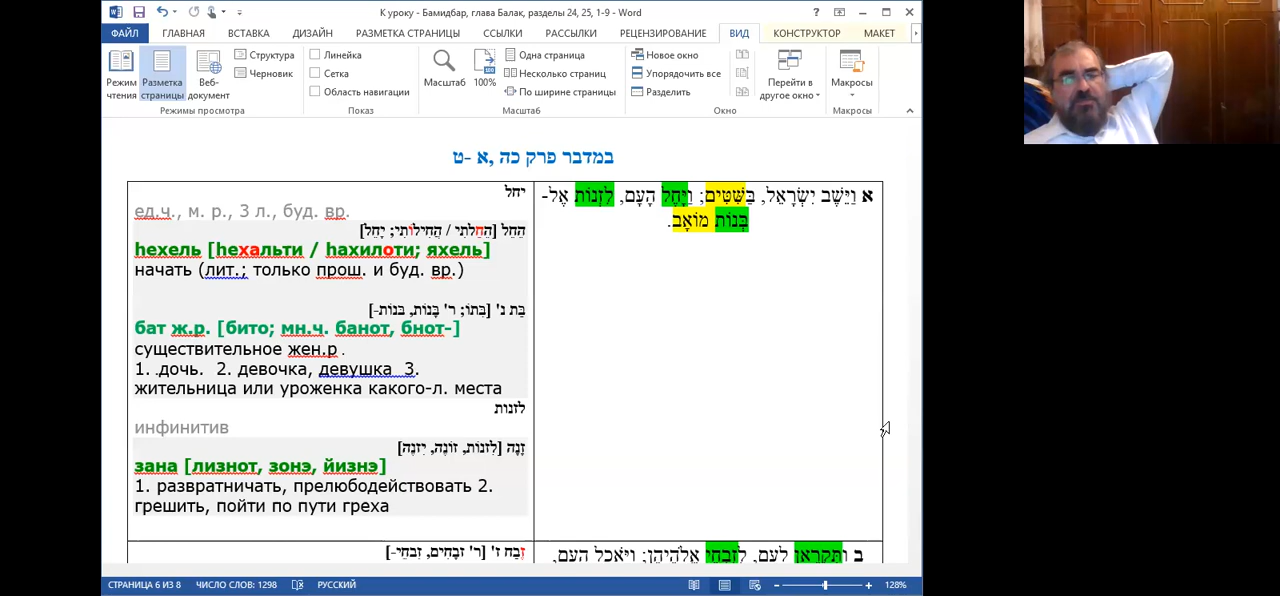 К уроку - Бамидбар, глава Балак, разделы 24, 25, 1-9 - Word
ФАЙЛ ГЛАВНАЯ ВСТАВКА ДИЗАЙН РАЗМЕТКА СТРАНИЦЫ ССЫЛКИ РАССЫЛКИ РЕЦЕНЗИРОВАНИЕ ВИД КОНСТРУКТОР МАКЕТ
Режим чтения
Разметка страницы
Веб-документ
Структура
Черновик
Режимы просмотра
Линейка
Сетка
Область навигации
Показ
Масштаб
100%
Одна страница
Несколько страниц
По ширине страницы
Масштаб
Новое окно
Упорядочить все
Разделить
Перейти в другое окно
Окно
Макросы
Макросы
במדבר פרק כה ,א -ט
א וַיֵּשֶׁב יִשְׂרָאֵל, בַּשִּׁטִּים; וַיָּחֶל הָעָם, לִזְנוֹת אֶל-
בְּנוֹת מוֹאָב.
יחל
ед.ч., м. р., 3 л., буд. вр.
הֵחֵל [הַחַלְתִּי / הֲחִילוֹתִי; יָחֵל]
hехель [hехальти / hахилоти; яхель]
начать (лит.; только прош. и буд. вр.)
בַּת נ' [בִּתּוֹ; ר' בָּנוֹת, בְּנוֹת-]
бат ж.р. [бито; мн.ч. банот, бнот-]
существительное жен.р .
1. .дочь. 2. девочка, девушка 3.
жительница или уроженка какого-л. места
לזנות
инфинитив
זָנָה [לִזְנוֹת, זוֹנֶה, יִזְנֶה]
зана [лизнот, зонэ, йизнэ]
1. развратничать, прелюбодействовать 2.
грешить, пойти по пути греха
ב וַתִּקְרֶאןָ לָעָם, לְזִבְחֵי אֱלֹהֵיהֶן; וַיֹּאכַל הָעָם,
זֶבַח ז' [ר' זְבָחִים, זִבְחֵי-]
СТРАНИЦА 6 ИЗ 8 ЧИСЛО СЛОВ: 1298 РУССКИЙ 128%